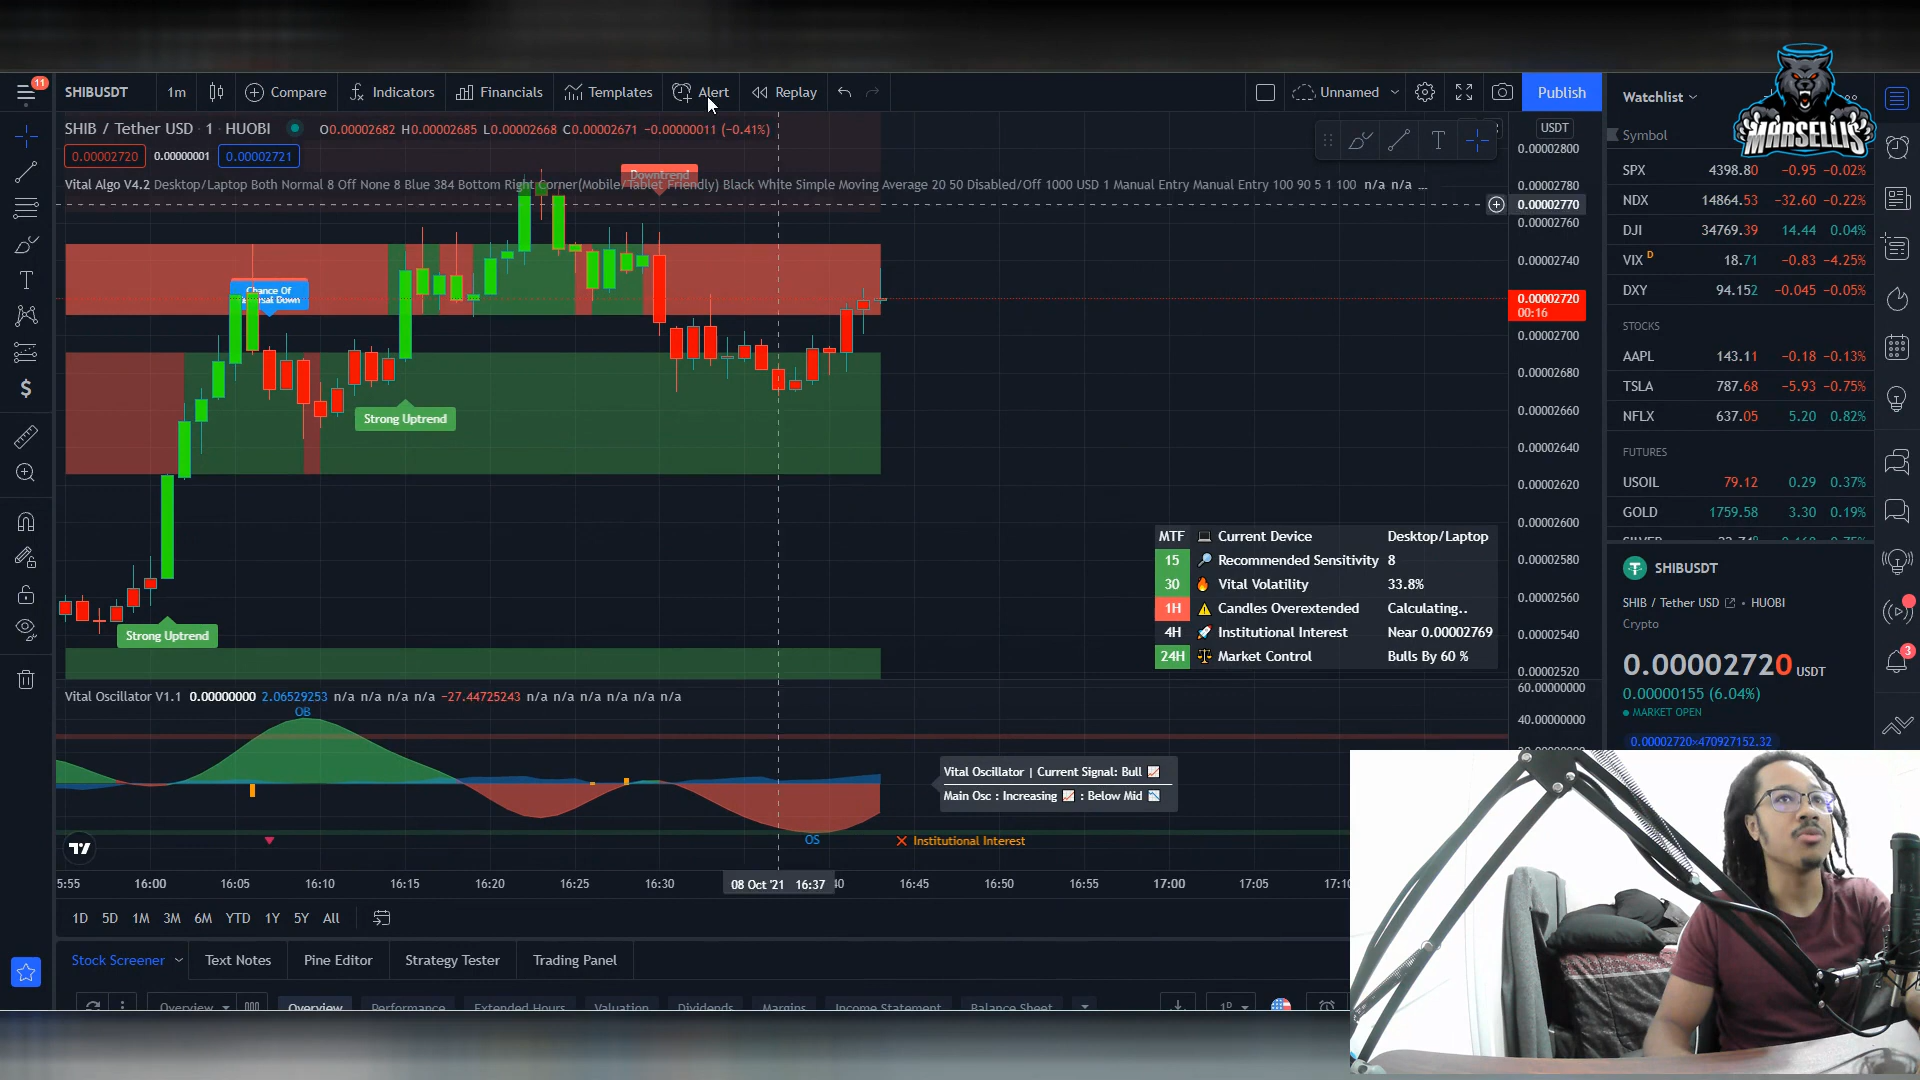 11
SHIBUSDT
1m
Compare
Indicators
Financials
Templates
Alert
Replay
Unnamed
Publish
Watchlist
MARSELLIS
SHIB / Tether USD · 1 · HUOBI
O0.00002682 H0.00002685 L0.00002668 C0.00002671 −0.00000011 (−0.41%)
0.00002720 0.00000001 0.00002721
Downtrend
Vital Algo V4.2 Desktop/Laptop Both Normal 8 Off None 8 Blue 384 Bottom Right Corner(Mobile/Tablet Friendly) Black White Simple Moving Average 20 50 Disabled/Off 1000 USD 1 Manual Entry Manual Entry 100 90 5 1 100 n/a n/a ...
Chance Of
Strong Uptrend
Strong Uptrend
USDT
0.00002800
0.00002780
0.00002770
0.00002760
0.00002740
0.00002720
00:16
0.00002700
0.00002680
0.00002660
0.00002640
0.00002620
0.00002600
0.00002580
0.00002560
0.00002540
0.00002520
MTF Current Device Desktop/Laptop
15 Recommended Sensitivity 8
30 Vital Volatility 33.8%
1H Candles Overextended Calculating..
4H Institutional Interest Near 0.00002769
24H Market Control Bulls By 60 %
Vital Oscillator V1.1 0.00000000 2.06529253 n/a n/a n/a n/a −27.44725243 n/a n/a n/a n/a n/a n/a
OB
60.00000000
40.00000000
Vital Oscillator | Current Signal: Bull
Main Osc : Increasing : Below Mid
OS
Institutional Interest
5:55 16:00 16:05 16:10 16:15 16:20 16:25 16:30 08 Oct '21 16:37 40 16:45 16:50 16:55 17:00 17:05 17:10
1D 5D 1M 3M 6M YTD 1Y 5Y All
Stock Screener
Text Notes
Pine Editor
Strategy Tester
Trading Panel
Overview
Overview
Performance
Extended Hours
Valuation
Dividends
Margins
Income Statement
Balance Sheet
1D
Symbol
SPX 4398.80 −0.95 −0.02%
NDX 14864.53 −32.60 −0.22%
DJI 34769.39 14.44 0.04%
VIX D 18.71 −0.83 −4.25%
DXY 94.152 −0.045 −0.05%
STOCKS
AAPL 143.11 −0.18 −0.13%
TSLA 787.68 −5.93 −0.75%
NFLX 637.05 5.20 0.82%
FUTURES
USOIL 79.12 0.29 0.37%
GOLD 1759.58 3.30 0.19%
SHIBUSDT
SHIB / Tether USD • HUOBI
Crypto
0.00002720 USDT
0.00000155 (6.04%)
MARKET OPEN
0.00002720×470927152.32
3